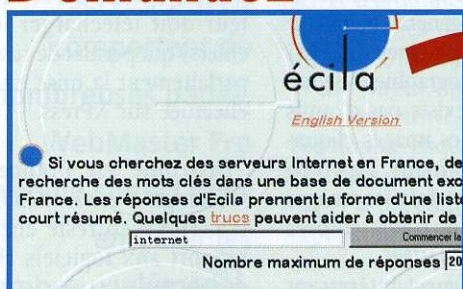 écila
English Version
Si vous cherchez des serveurs Internet en France, de
recherche des mots clés dans une base de document exc
France. Les réponses d'Ecila prennent la forme d'une list
court résumé. Quelques trucs peuvent aider à obtenir de
internet
Commencer la
Nombre maximum de réponses 20